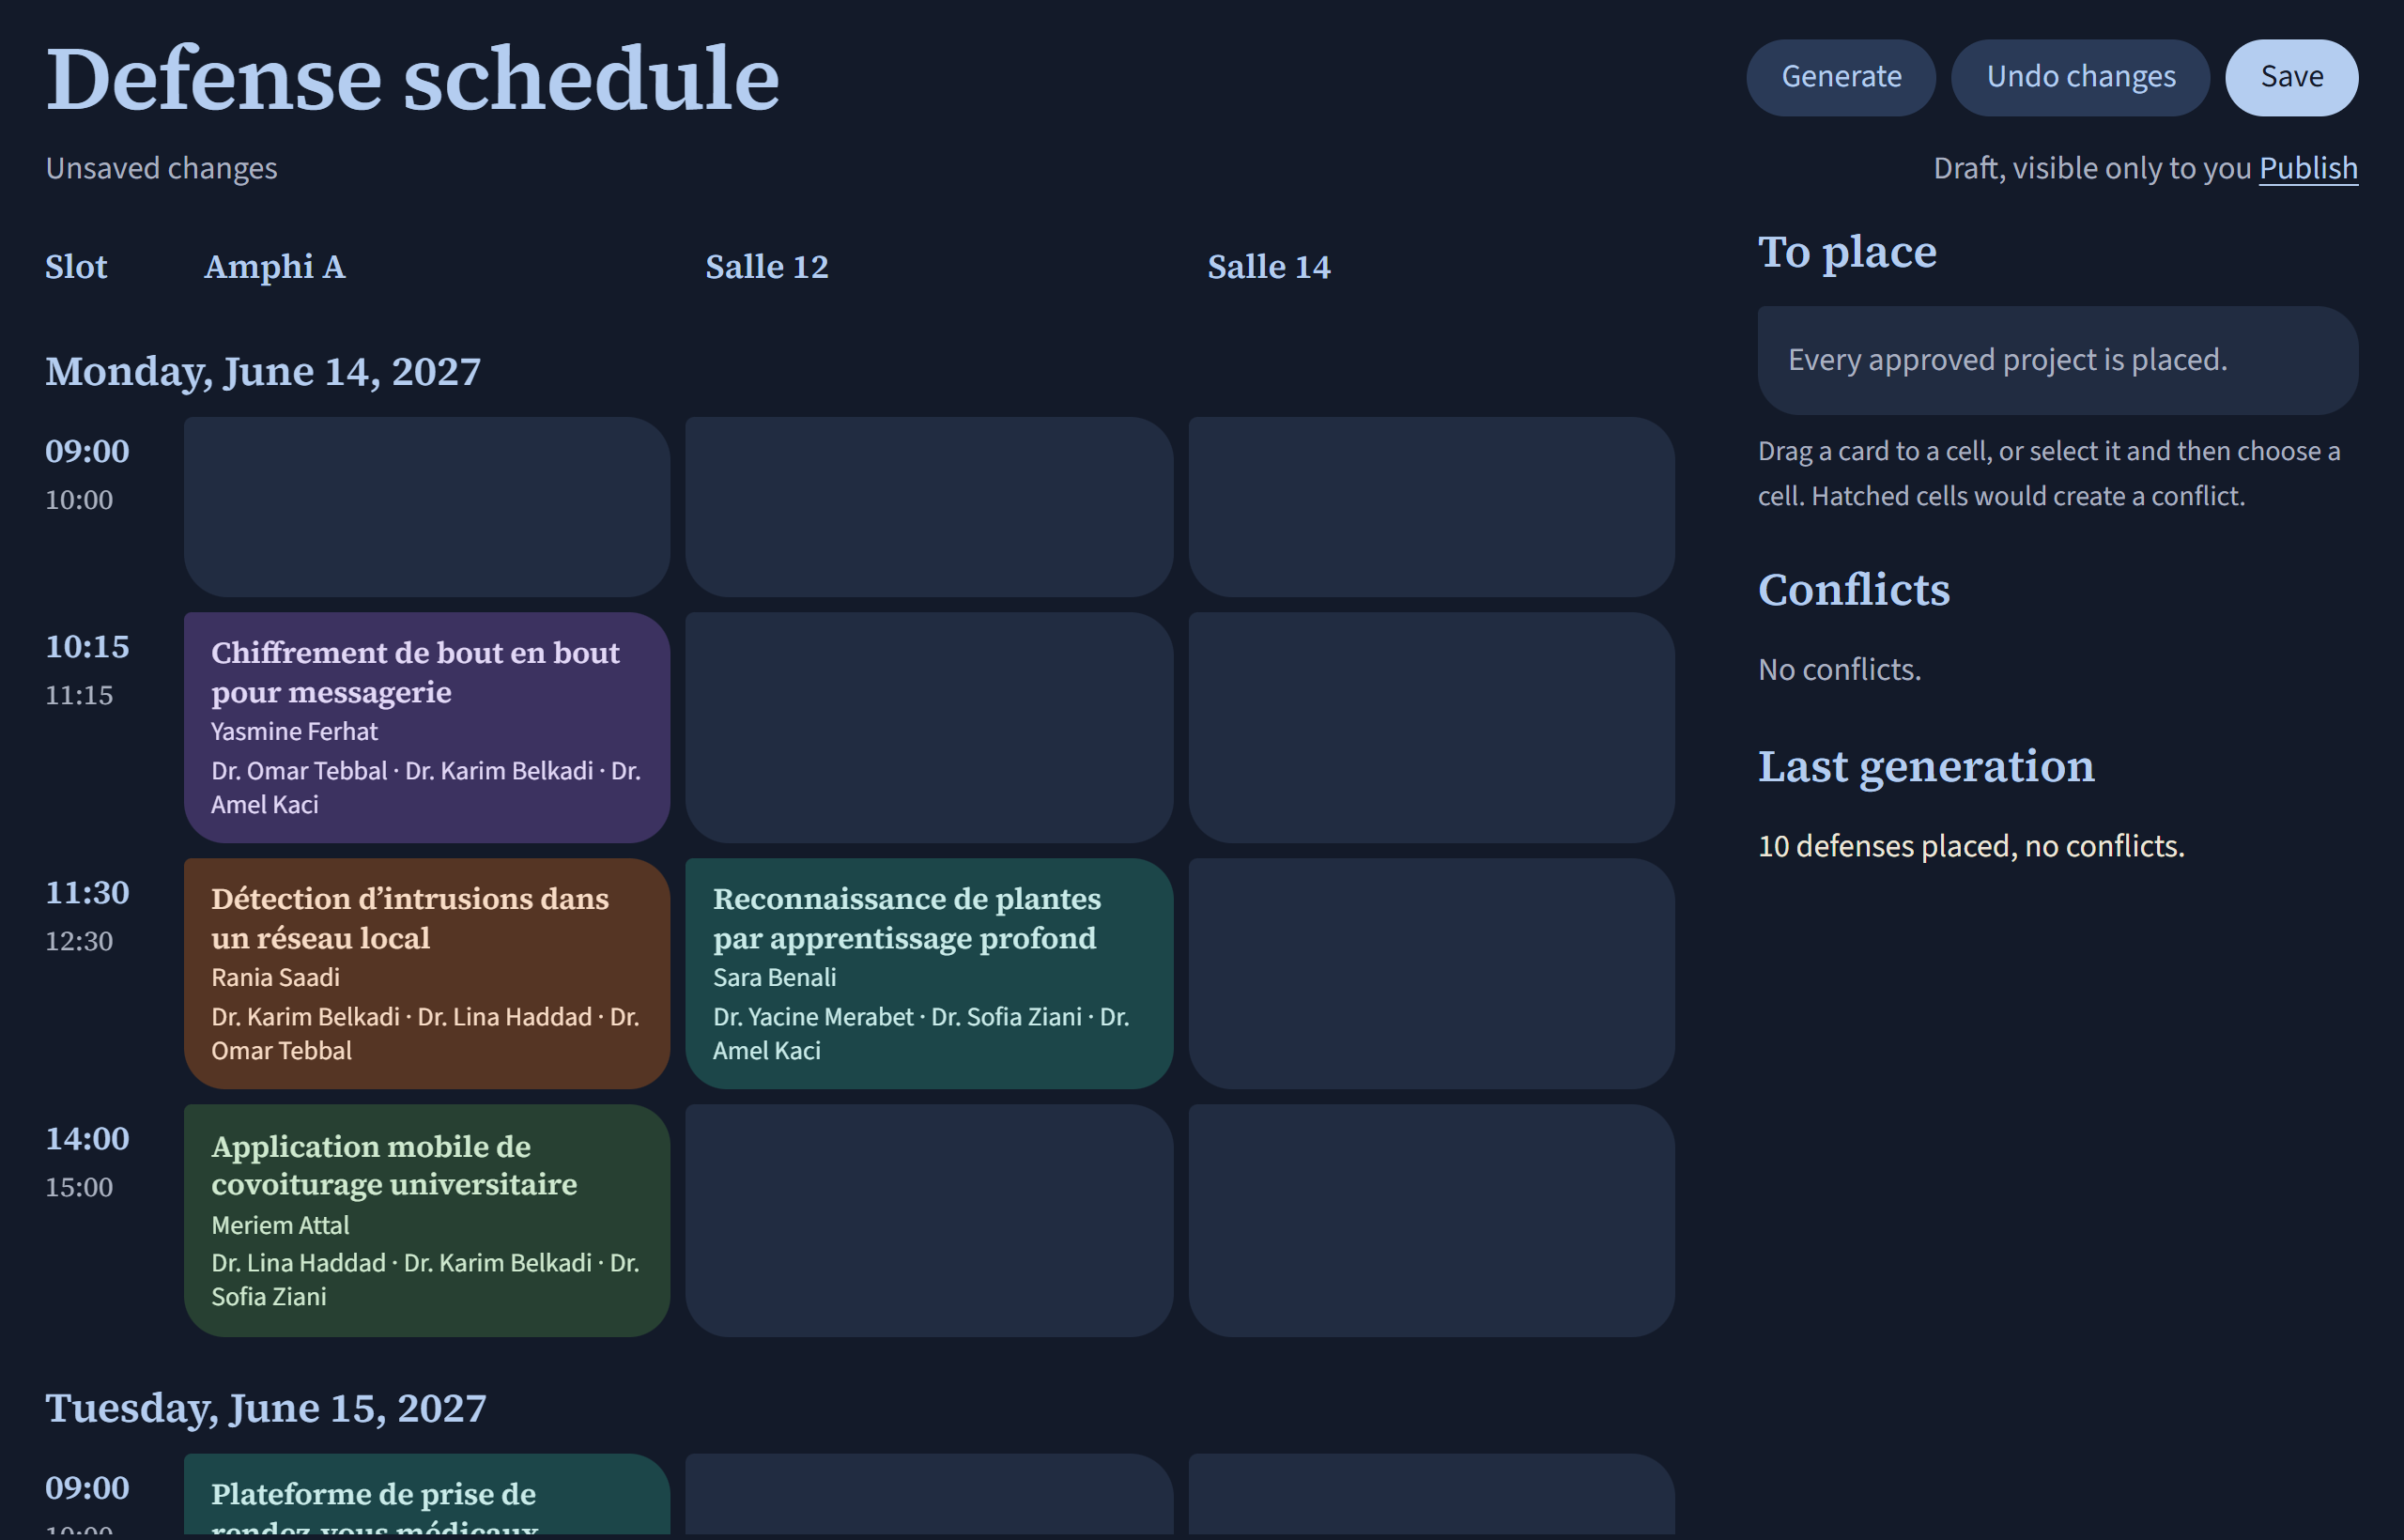 Defense schedule
Generate
Undo changes
Save
Unsaved changes
Draft, visible only to you Publish
Slot
Amphi A
Salle 12
Salle 14
Monday, June 14, 2027
09:00
10:00
10:15
11:15
Chiffrement de bout en bout
pour messagerie
Yasmine Ferhat
Dr. Omar Tebbal · Dr. Karim Belkadi · Dr.
Amel Kaci
11:30
12:30
Détection d’intrusions dans
un réseau local
Rania Saadi
Dr. Karim Belkadi · Dr. Lina Haddad · Dr.
Omar Tebbal
Reconnaissance de plantes
par apprentissage profond
Sara Benali
Dr. Yacine Merabet · Dr. Sofia Ziani · Dr.
Amel Kaci
14:00
15:00
Application mobile de
covoiturage universitaire
Meriem Attal
Dr. Lina Haddad · Dr. Karim Belkadi · Dr.
Sofia Ziani
Tuesday, June 15, 2027
09:00
10:00
Plateforme de prise de
rendez-vous médicaux
To place
Every approved project is placed.
Drag a card to a cell, or select it and then choose a
cell. Hatched cells would create a conflict.
Conflicts
No conflicts.
Last generation
10 defenses placed, no conflicts.